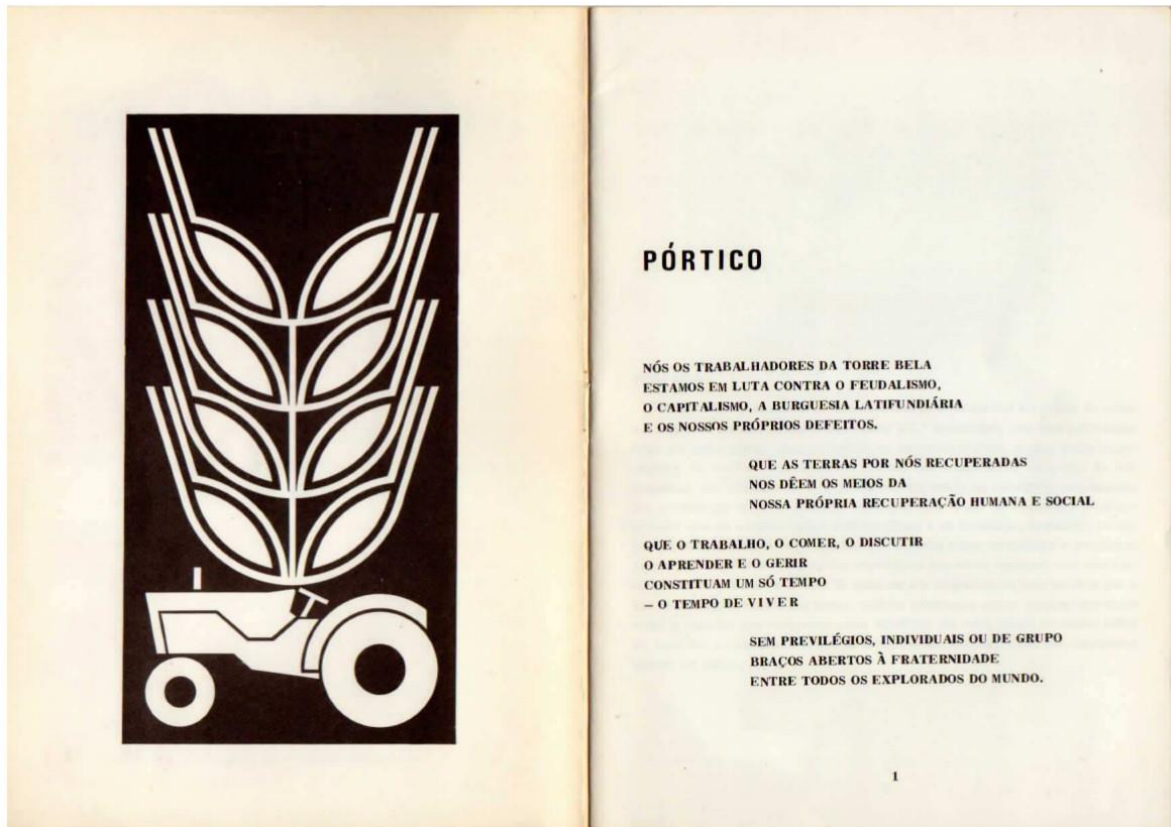 PÓRTICO
NÓS OS TRABALHADORES DA TORRE BELA
ESTAMOS EM LUTA CONTRA O FEUDALISMO,
O CAPITALISMO, A BURGUESIA LATIFUNDIÁRIA
E OS NOSSOS PRÓPRIOS DEFEITOS.
QUE AS TERRAS POR NÓS RECUPERADAS
NOS DÊEM OS MEIOS DA
NOSSA PRÓPRIA RECUPERAÇÃO HUMANA E SOCIAL
QUE O TRABALHO, O COMER, O DISCUTIR
O APRENDER E O GERIR
CONSTITUAM UM SÓ TEMPO
– O TEMPO DE VIVER
SEM PREVILÉGIOS, INDIVIDUAIS OU DE GRUPO
BRAÇOS ABERTOS À FRATERNIDADE
ENTRE TODOS OS EXPLORADOS DO MUNDO.
1